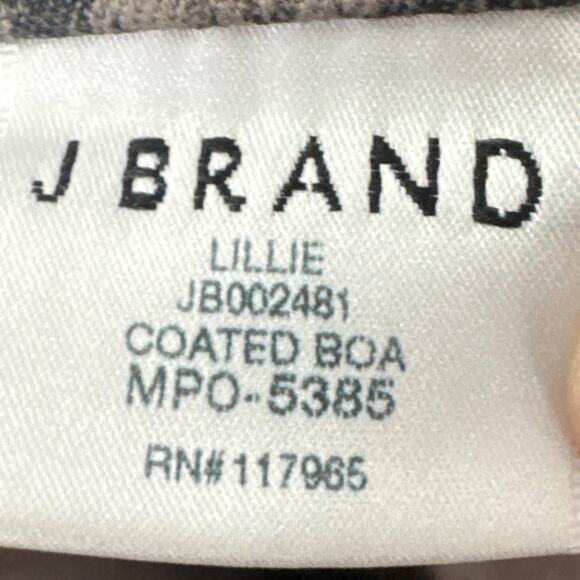 J BRAND
LILLIE
JB002481
COATED BOA
MPO-5385
RN# 117965